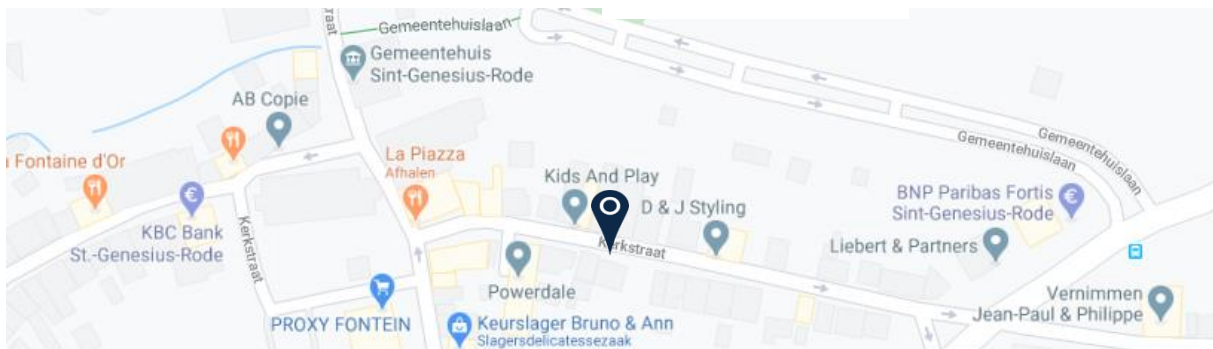 Gemeentehuislaan
Gemeentehuis
Sint-Genesius-Rode
straat
AB Copie
Fontaine d'Or
La Piazza
Afhalen
Kids And Play
D & J Styling
Gemeentehuislaan
Gemeentehuislaan
BNP Paribas Fortis
Sint-Genesius-Rode
KBC Bank
St.-Genesius-Rode
Kerkstraat
Kerkstraat
Liebert & Partners
Powerdale
Vernimmen
Jean-Paul & Philippe
PROXY FONTEIN
Keurslager Bruno & Ann
Slagersdelicatessezaak